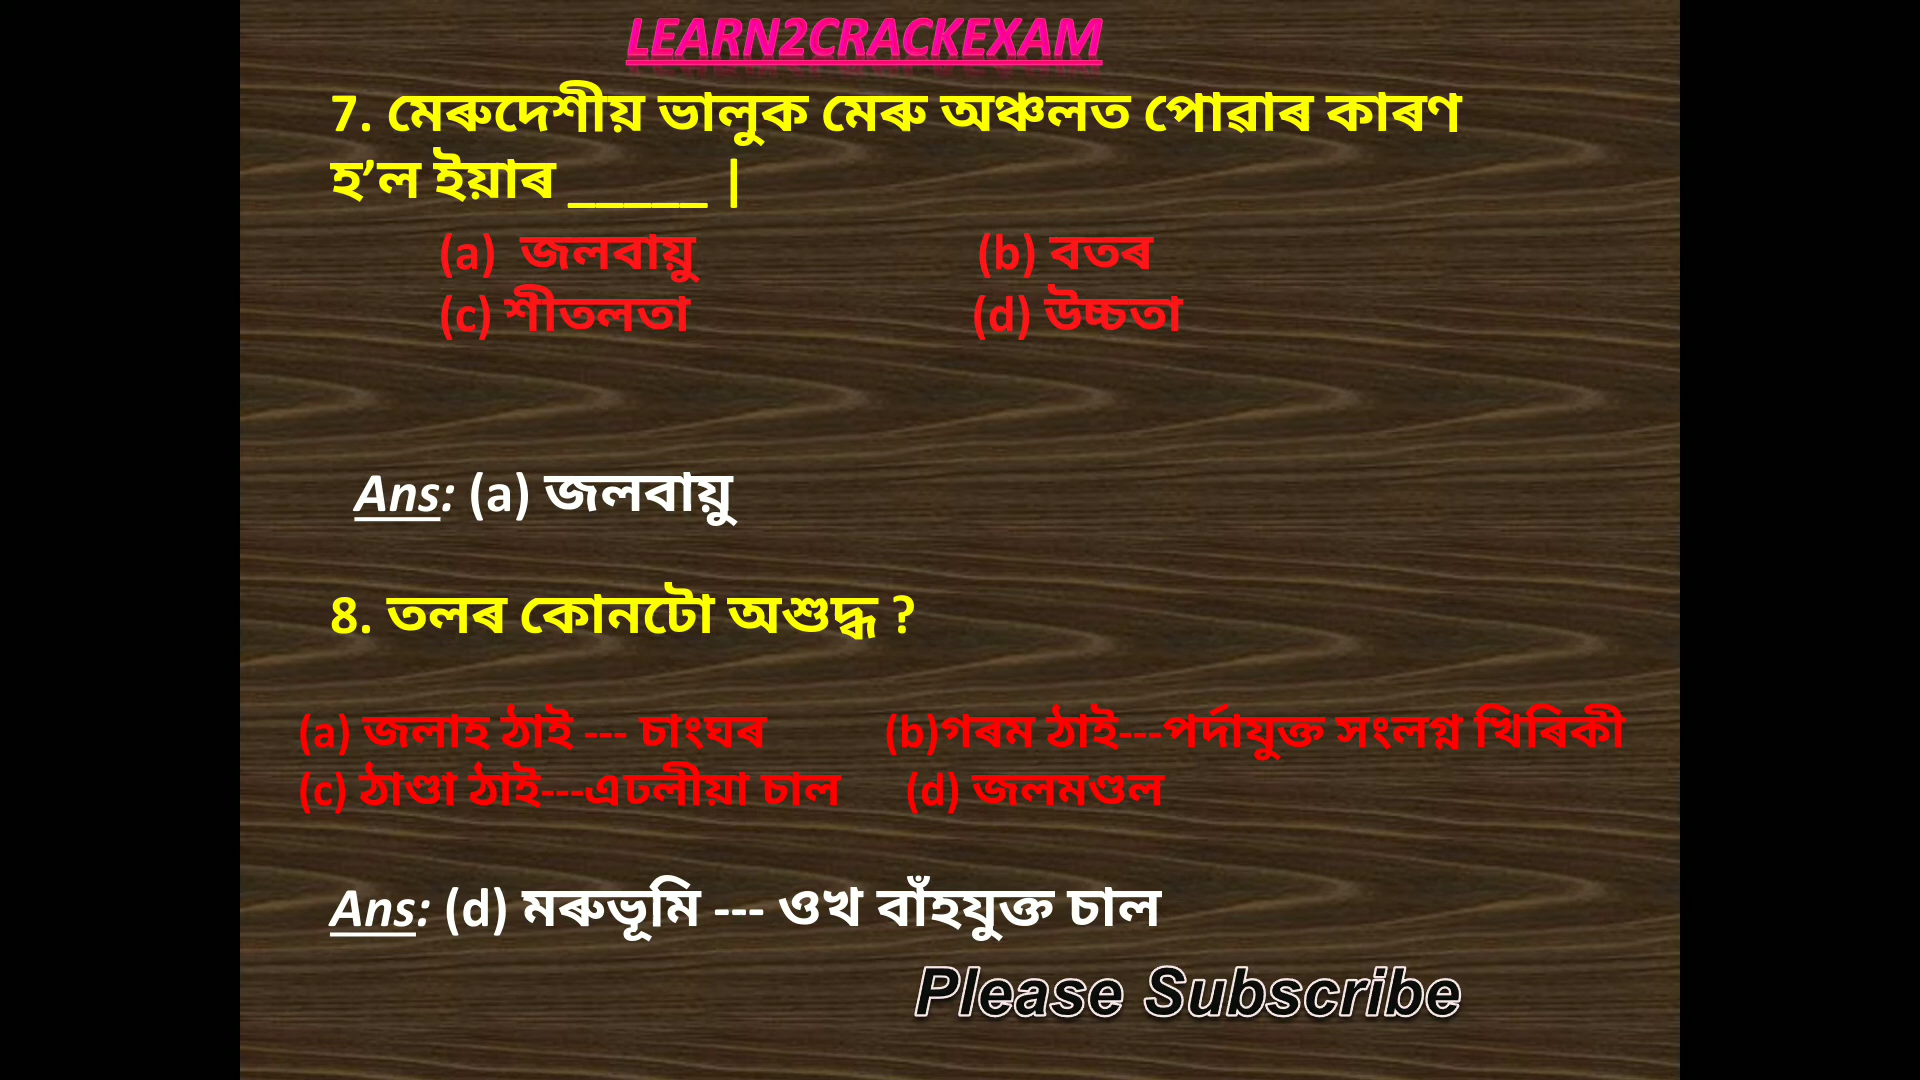 LEARN2CRACKEXAM
7. মেৰুদেশীয় ভালুক মেৰু অঞ্চলত পোৱাৰ কাৰণ
হ’ল ইয়াৰ _____ |
(a) জলবায়ু (b) বতৰ
(c) শীতলতা (d) উচ্চতা
Ans: (a) জলবায়ু
8. তলৰ কোনটো অশুদ্ধ ?
(a) জলাহ ঠাই --- চাংঘৰ (b)গৰম ঠাই---পৰ্দাযুক্ত সংলগ্ন খিৰিকী
(c) ঠাণ্ডা ঠাই---এঢলীয়া চাল (d) জলমণ্ডল
Ans: (d) মৰুভূমি --- ওখ বাঁহযুক্ত চাল
Please Subscribe